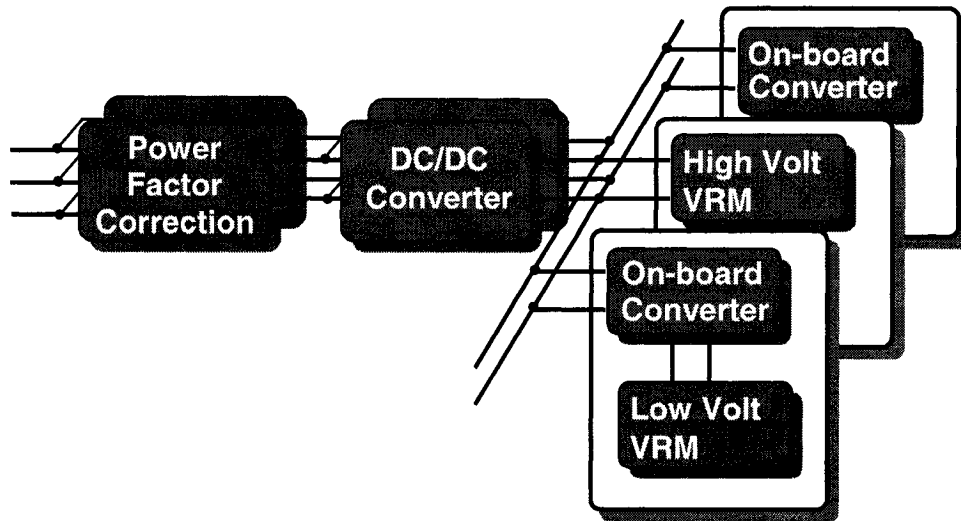 Power
Factor
Correction
DC/DC
Converter
On-board
Converter
High Volt
VRM
On-board
Converter
Low Volt
VRM